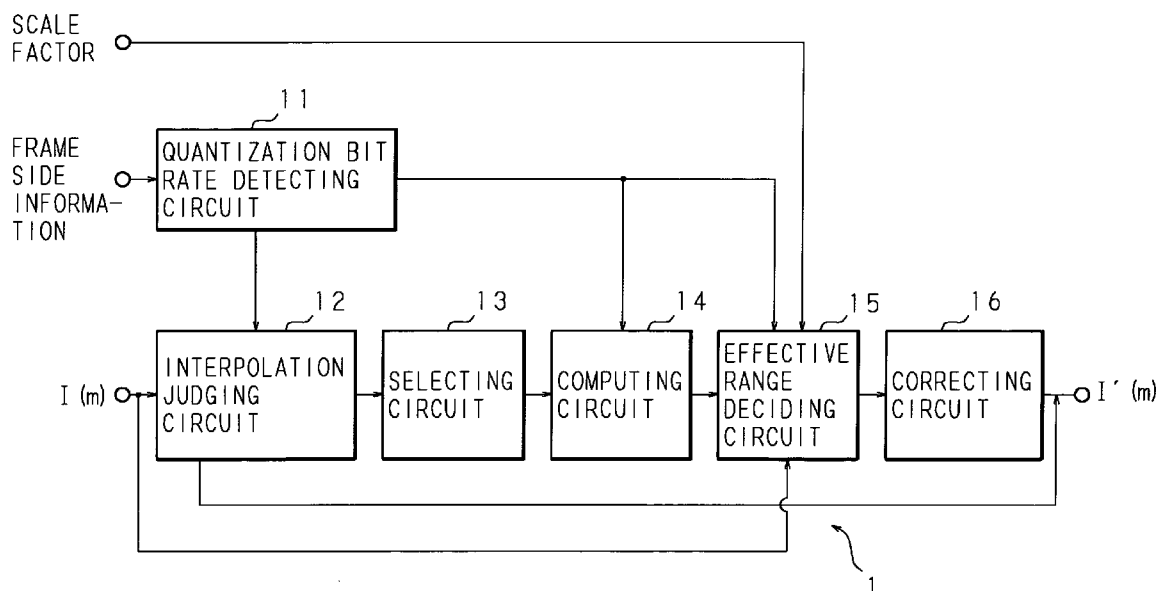 SCALE
FACTOR
11
FRAME
SIDE
INFORMA-
TION
QUANTIZATION BIT
RATE DETECTING
CIRCUIT
12
13
14
15
16
I (m)
INTERPOLATION
JUDGING
CIRCUIT
SELECTING
CIRCUIT
COMPUTING
CIRCUIT
EFFECTIVE
RANGE
DECIDING
CIRCUIT
CORRECTING
CIRCUIT
I´ (m)
1